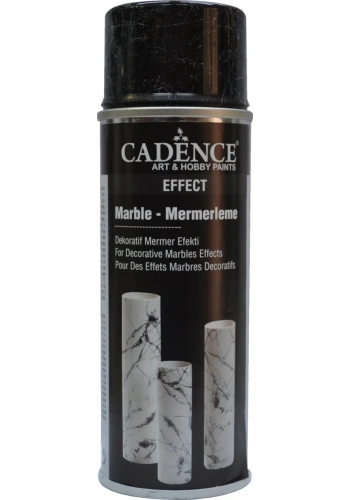 CADENCE
ART & HOBBY PAINTS
EFFECT
Marble - Mermerleme
Dekoratif Mermer Efekti
For Decorative Marbles Effects
Pour Des Effets Marbres Decoratifs